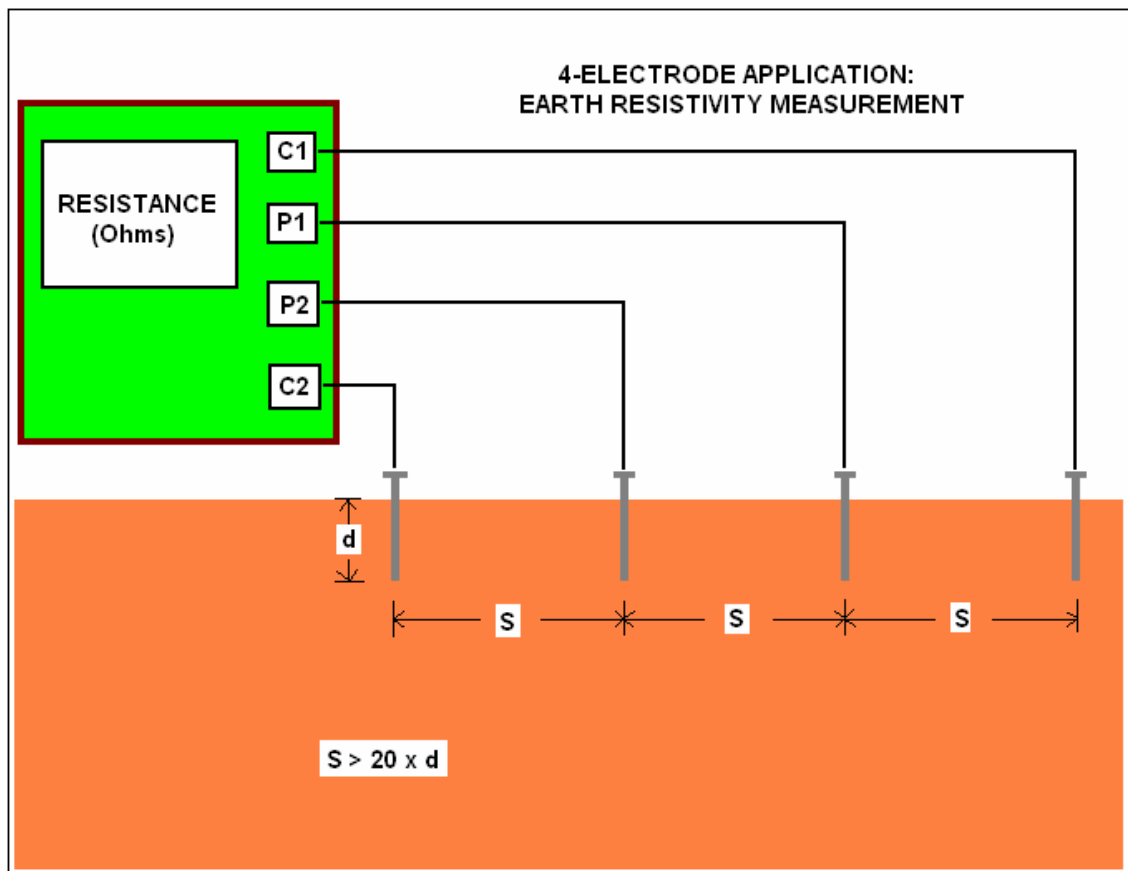 4-ELECTRODE APPLICATION:
EARTH RESISTIVITY MEASUREMENT
C1
RESISTANCE
(Ohms)
P1
P2
C2
d
S
S
S
S > 20 x d